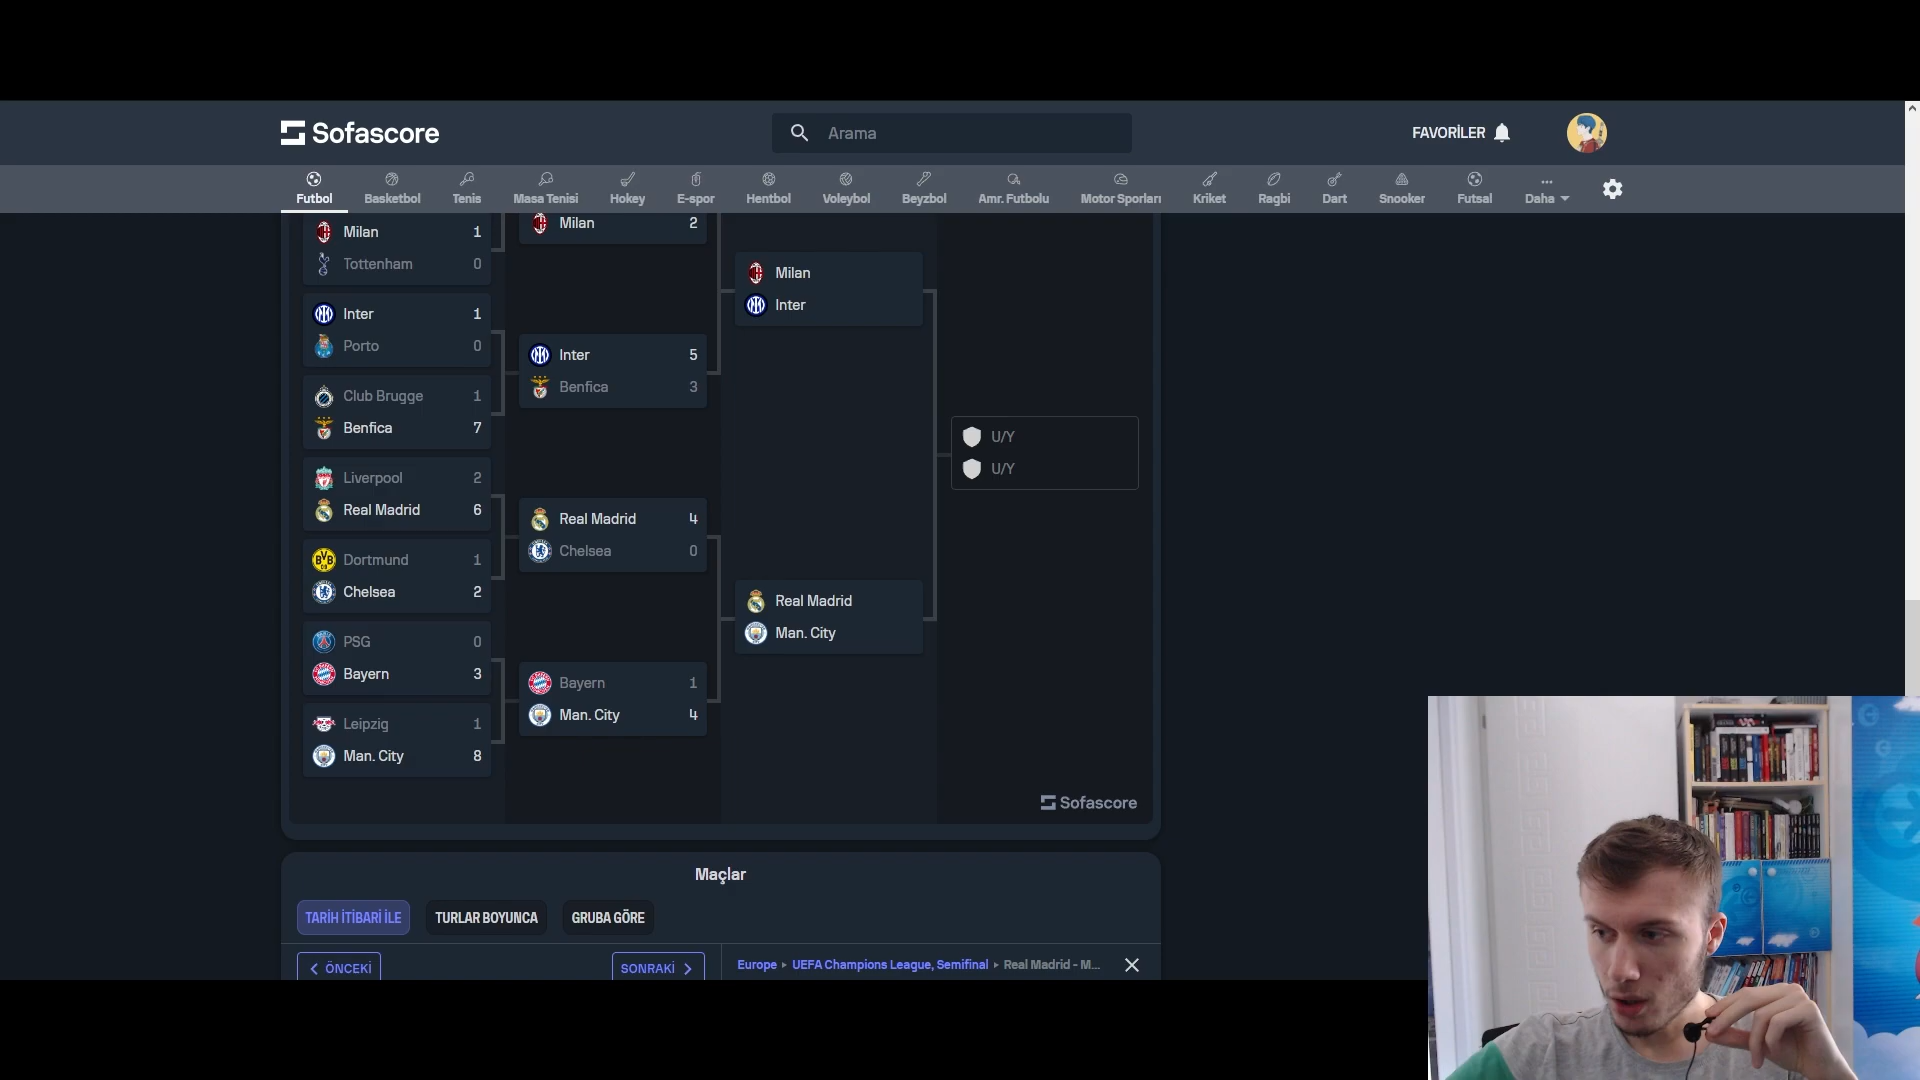 Sofascore
Arama
FAVORİLER
Futbol
Basketbol
Tenis
Masa Tenisi
Hokey
E-spor
Hentbol
Voleybol
Beyzbol
Amr. Futbolu
Motor Sporları
Kriket
Ragbi
Dart
Snooker
Futsal
Daha
Milan 1
Tottenham 0
Inter 1
Porto 0
Club Brugge 1
Benfica 7
Liverpool 2
Real Madrid 6
Dortmund 1
Chelsea 2
PSG 0
Bayern 3
Leipzig 1
Man. City 8
Milan 2
Inter 5
Benfica 3
Real Madrid 4
Chelsea 0
Bayern 1
Man. City 4
Milan
Inter
Real Madrid
Man. City
U/Y
U/Y
Sofascore
Maçlar
TARİH İTİBARİ İLE
TURLAR BOYUNCA
GRUBA GÖRE
ÖNCEKİ
SONRAKİ
Europe
UEFA Champions League, Semifinal
Real Madrid - M...